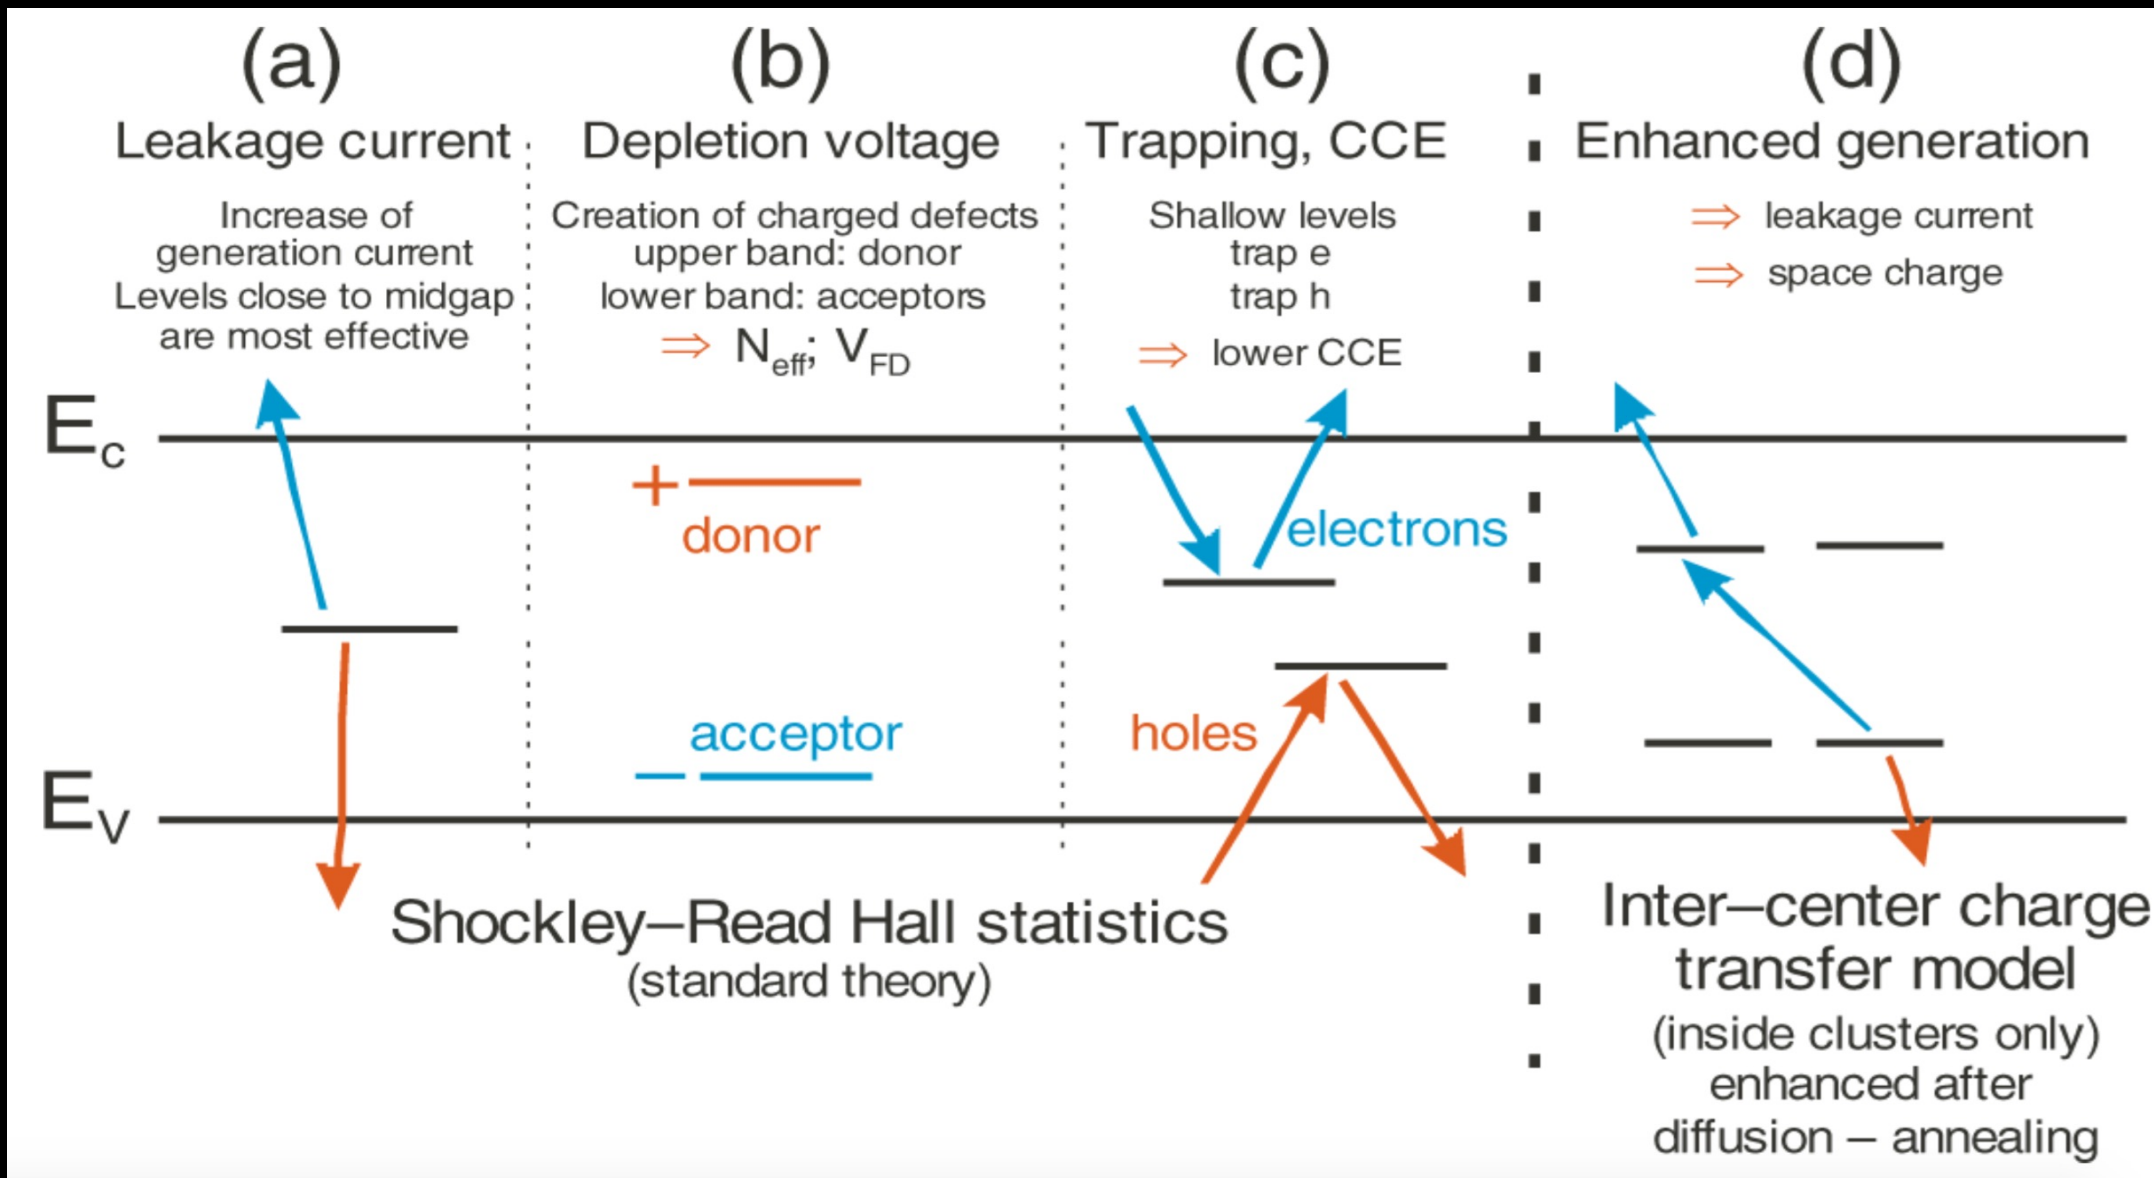 (a)
Leakage current
Increase of
generation current
Levels close to midgap
are most effective
(b)
Depletion voltage
Creation of charged defects
upper band: donor
lower band: acceptors
⇒ Neff; VFD
(c)
Trapping, CCE
Shallow levels
trap e
trap h
⇒ lower CCE
(d)
Enhanced generation
⇒ leakage current
⇒ space charge
Ec
+
donor
electrons
acceptor
−
holes
EV
Shockley–Read Hall statistics
(standard theory)
Inter–center charge
transfer model
(inside clusters only)
enhanced after
diffusion – annealing